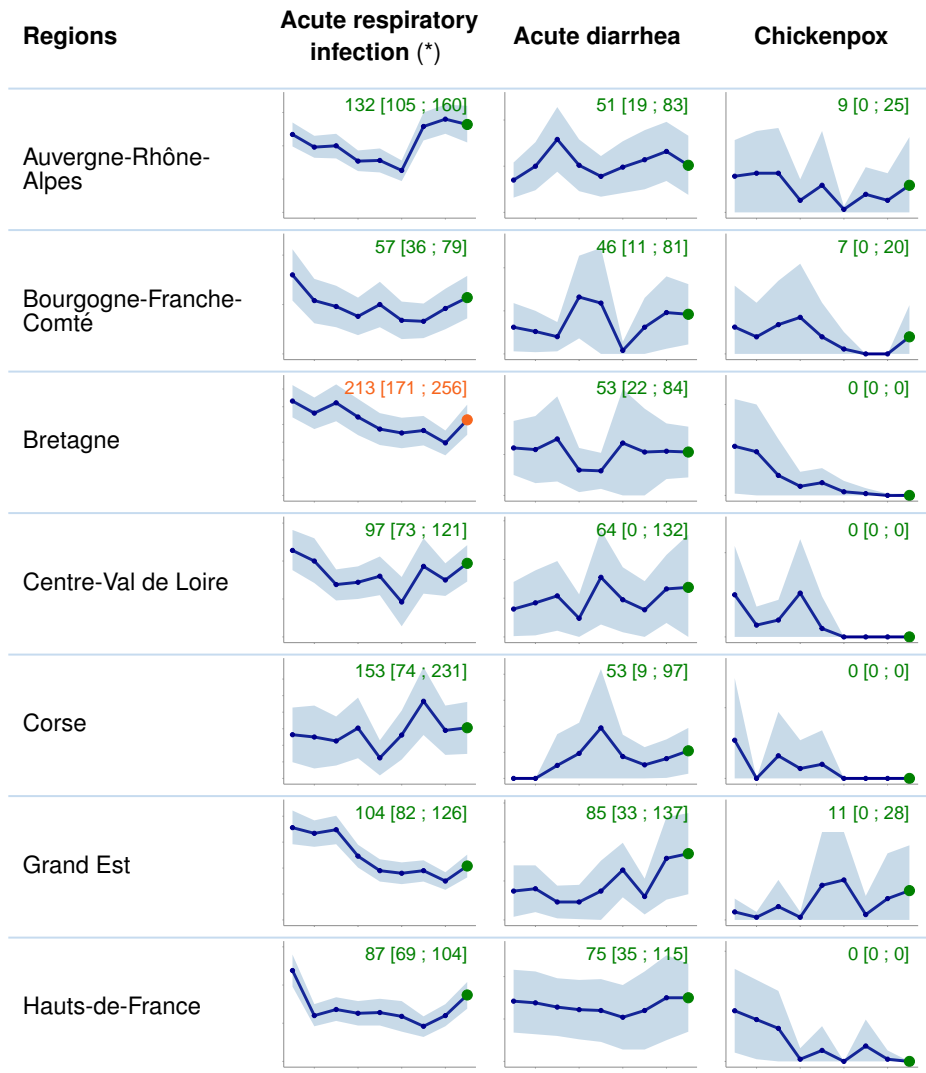 Regions
Acute respiratory
infection (*)
Acute diarrhea
Chickenpox
Auvergne-Rhône-
Alpes
132 [105 ; 160]
51 [19 ; 83]
9 [0 ; 25]
Bourgogne-Franche-
Comté
57 [36 ; 79]
46 [11 ; 81]
7 [0 ; 20]
Bretagne
213 [171 ; 256]
53 [22 ; 84]
0 [0 ; 0]
Centre-Val de Loire
97 [73 ; 121]
64 [0 ; 132]
0 [0 ; 0]
Corse
153 [74 ; 231]
53 [9 ; 97]
0 [0 ; 0]
Grand Est
104 [82 ; 126]
85 [33 ; 137]
11 [0 ; 28]
Hauts-de-France
87 [69 ; 104]
75 [35 ; 115]
0 [0 ; 0]